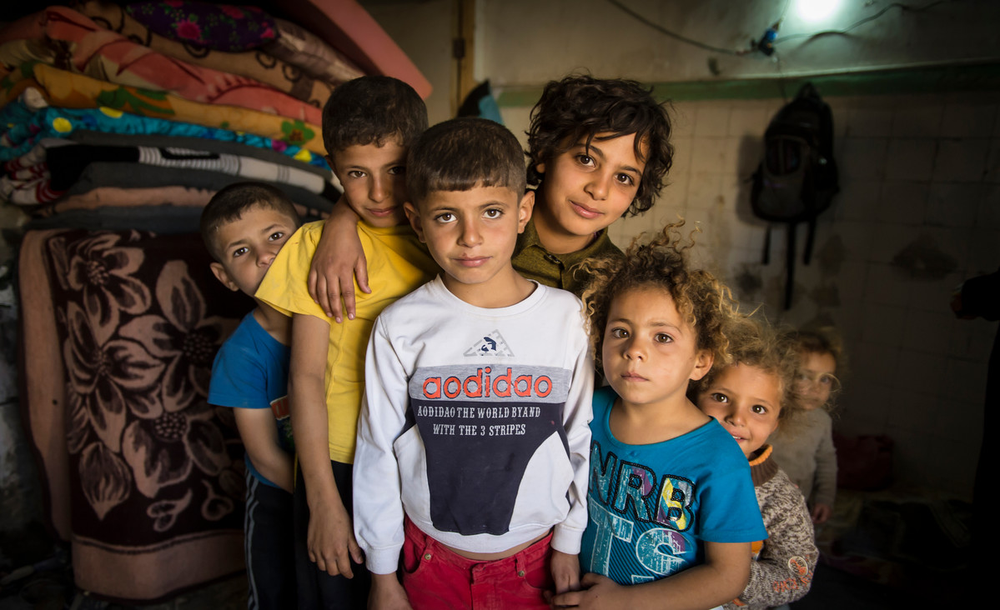 aodidao
AODIDAO THE WORLD BYAND
WITH THE 3 STRIPES
NRB
TS